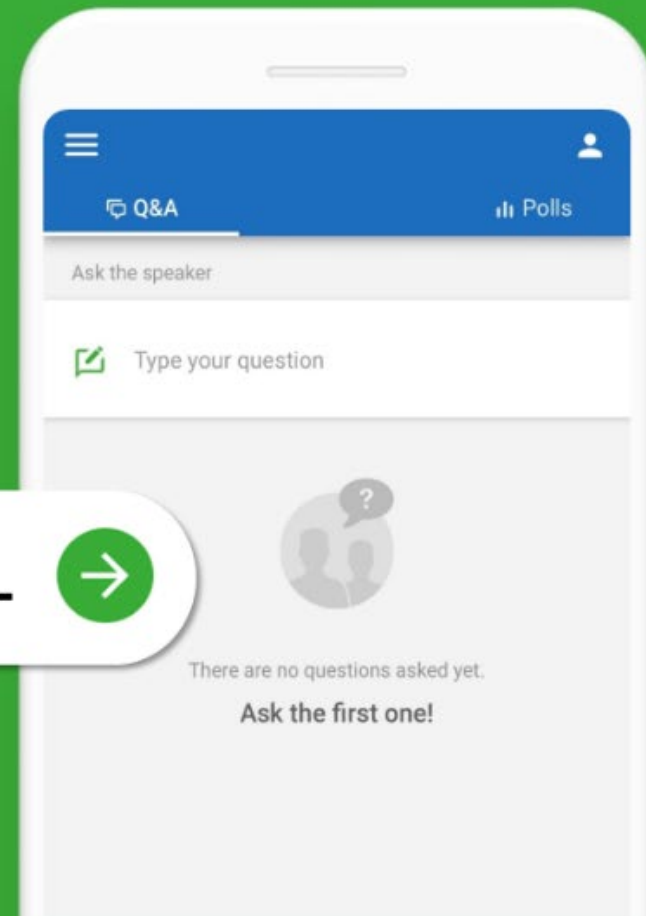 Q&A
Polls
Ask the speaker
Type your question
?
There are no questions asked yet.
Ask the first one!